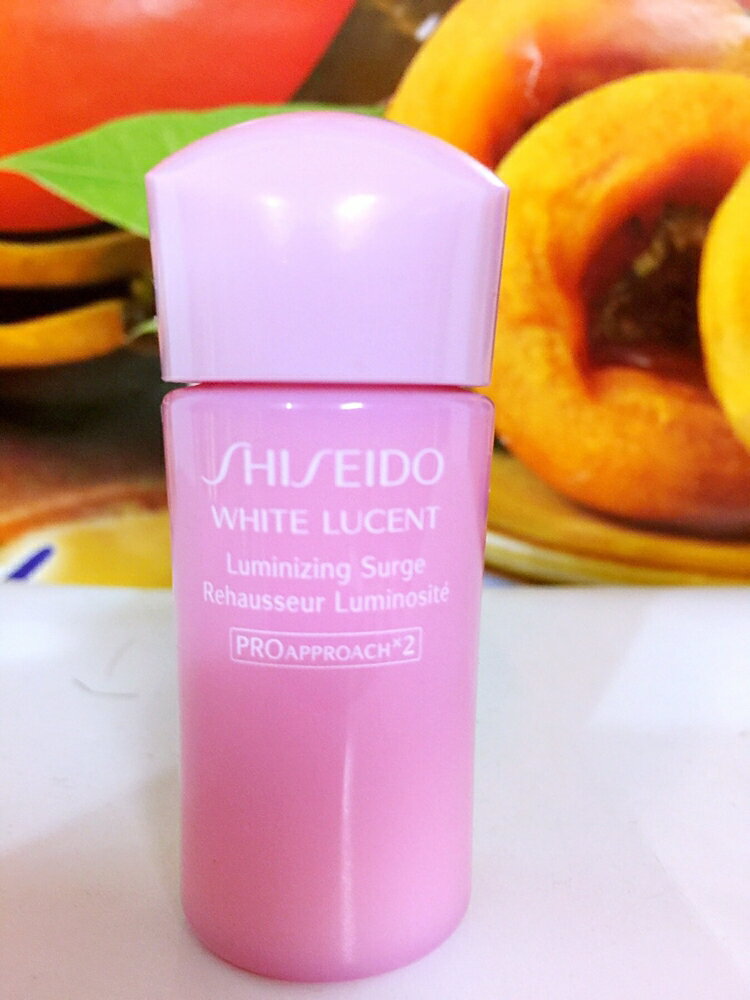 SHISEIDO
WHITE LUCENT
Luminizing Surge
Rehausseur Luminosité
PROAPPROACH×2